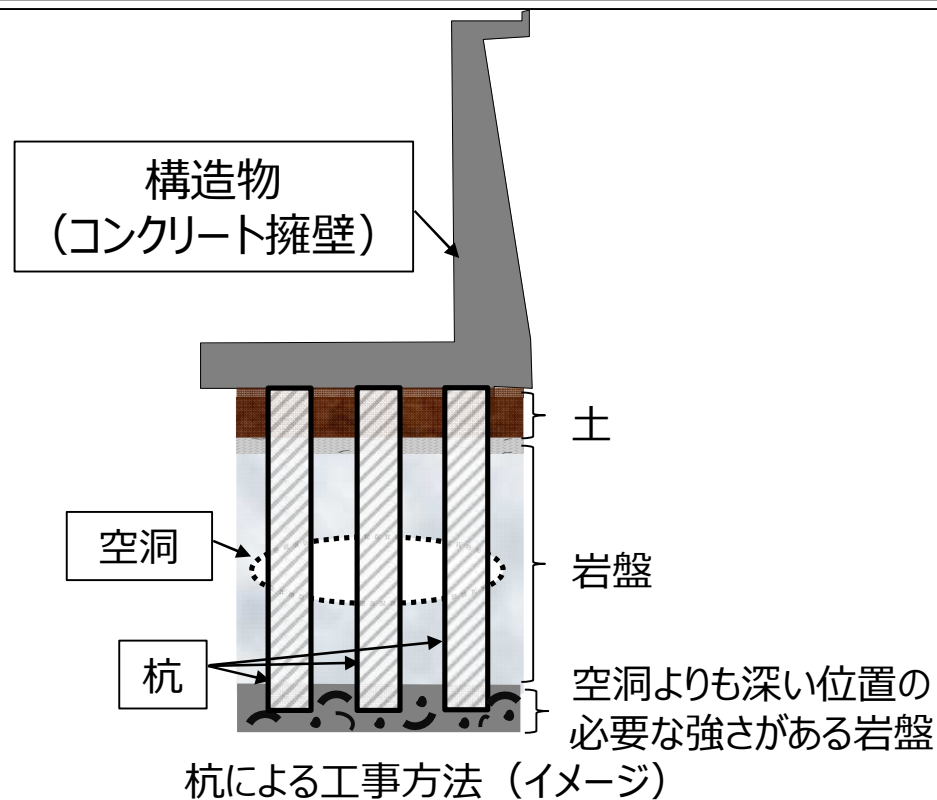 構造物
（コンクリート擁壁）
土
空洞
岩盤
杭
空洞よりも深い位置の
必要な強さがある岩盤
杭による工事方法（イメージ）